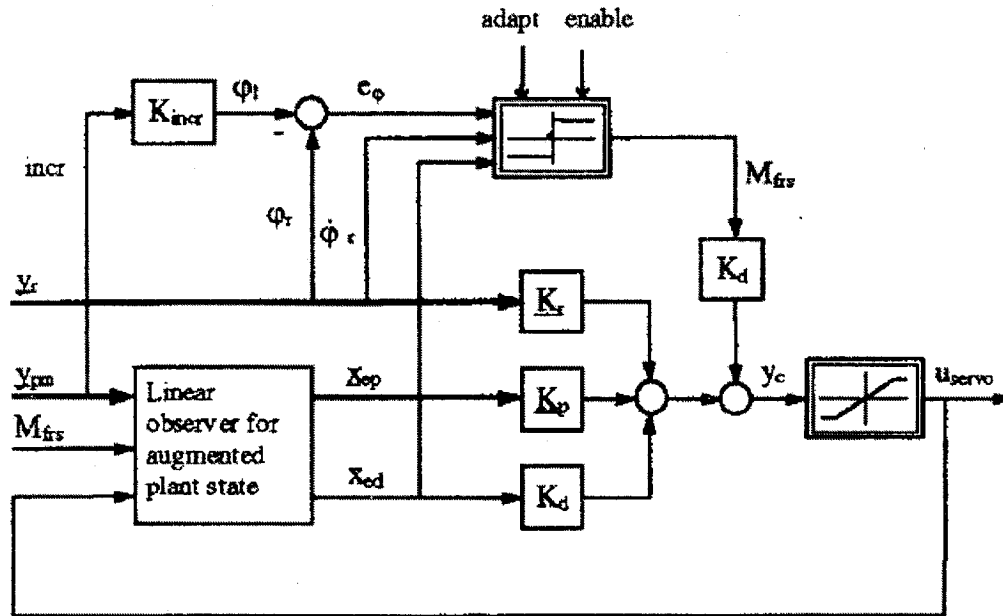 adapt enable
K_incr
φ_l
e_φ
-
incr
M_frs
φ_r
φ̇_r
K_d
y_r
K_r
y_pm
Linear
observer for
augmented
plant state
x_ep
K_p
y_c
u_servo
M_frs
x_ed
K_d